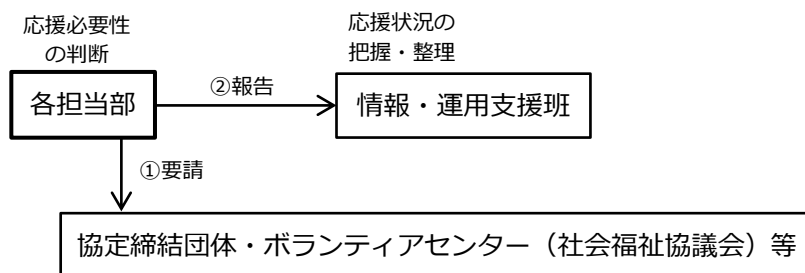 応援必要性
の判断
応援状況の
把握・整理
各担当部
②報告
情報・運用支援班
①要請
協定締結団体・ボランティアセンター（社会福祉協議会）等